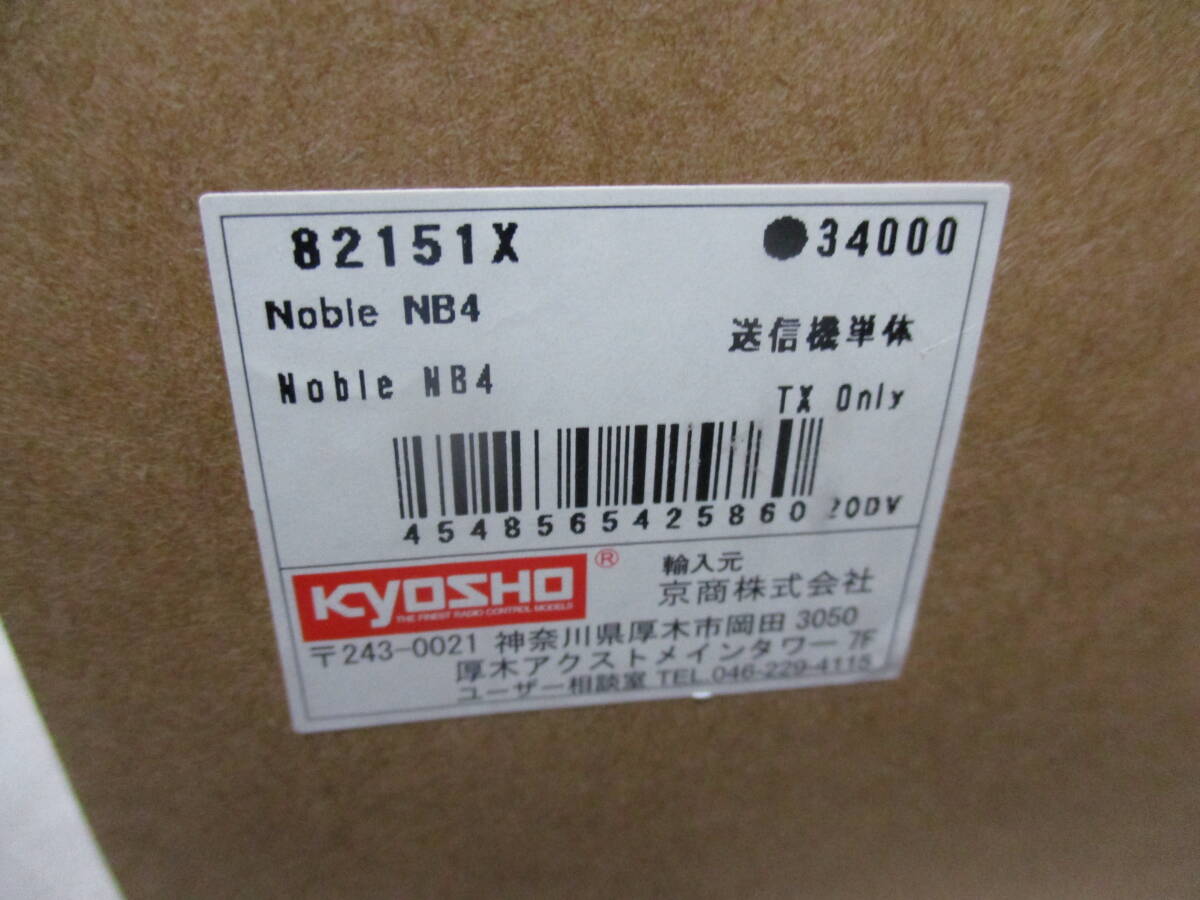 82151X ●34000
Noble NB4
送信機単体
Noble NB4
TX Only
4548565425860 20DV
KYOSHO ®
THE FINEST RADIO CONTROL MODELS
輸入元
京商株式会社
〒243-0021 神奈川県厚木市岡田 3050
厚木アクストメインタワー 7F
ユーザー相談室 TEL.046-229-4115